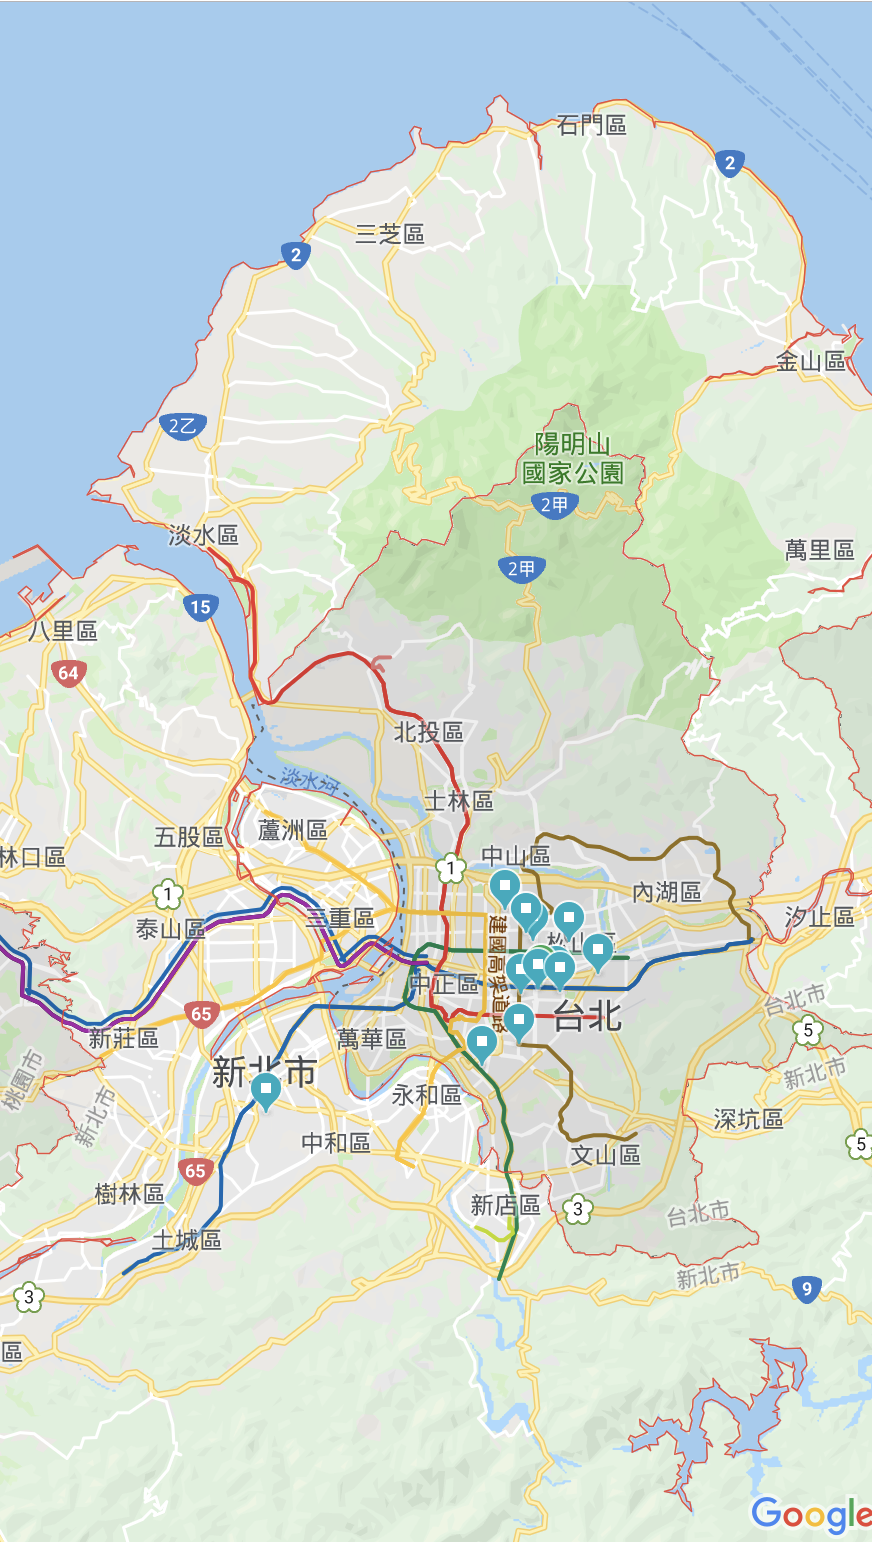 石門區
2
三芝區
2
金山區
2乙
陽明山
國家公園
2甲
淡水區
萬里區
2甲
15
八里區
64
北投區
淡水河
士林區
五股區
蘆洲區
林口區
中山區
1
內湖區
1
三重區
汐止區
泰山區
建國高架道路
中正區
台北市
65
台北
新莊區
萬華區
5
新北市
新北市
桃園市
永和區
新北市
深坑區
中和區
5
文山區
65
樹林區
新店區
3
台北市
土城區
新北市
9
3
區
Google